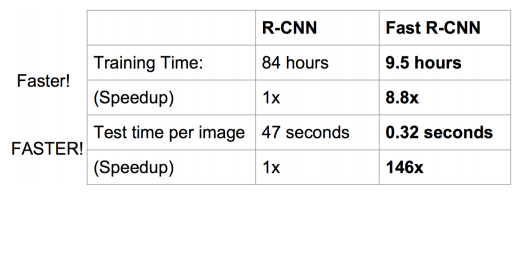 R-CNN Fast R-CNN
Training Time: 84 hours 9.5 hours
Faster!
(Speedup) 1x 8.8x
Test time per image 47 seconds 0.32 seconds
FASTER!
(Speedup) 1x 146x